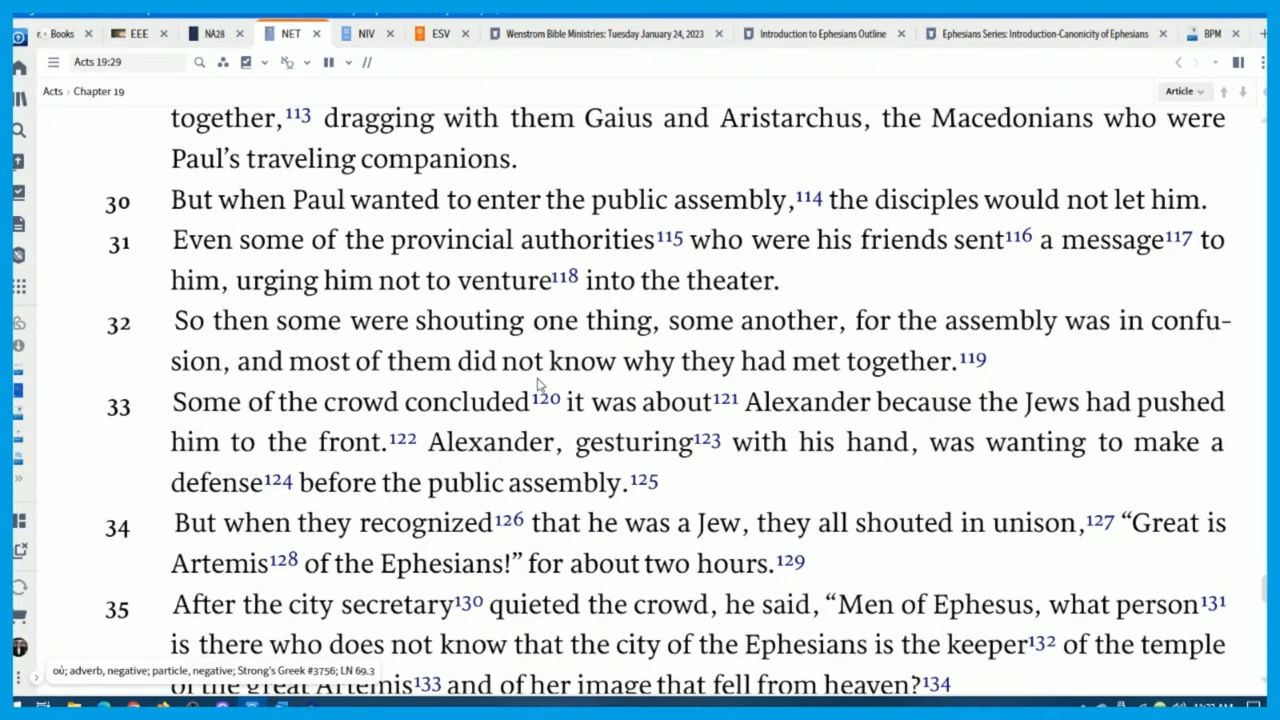 Books EEE NA28 NET NIV ESV Wenstrom Bible Ministries: Tuesday January 24, 2023 Introduction to Ephesians Outline Ephesians Series: Introduction-Canonicity of Ephesians BPM
Acts 19:29
Acts › Chapter 19 Article
together,113 dragging with them Gaius and Aristarchus, the Macedonians who were
Paul’s traveling companions.
30 But when Paul wanted to enter the public assembly,114 the disciples would not let him.
31 Even some of the provincial authorities115 who were his friends sent116 a message117 to
him, urging him not to venture118 into the theater.
32 So then some were shouting one thing, some another, for the assembly was in confu-
sion, and most of them did not know why they had met together.119
33 Some of the crowd concluded120 it was about121 Alexander because the Jews had pushed
him to the front.122 Alexander, gesturing123 with his hand, was wanting to make a
defense124 before the public assembly.125
34 But when they recognized126 that he was a Jew, they all shouted in unison,127 “Great is
Artemis128 of the Ephesians!” for about two hours.129
35 After the city secretary130 quieted the crowd, he said, “Men of Ephesus, what person131
is there who does not know that the city of the Ephesians is the keeper132 of the temple
of the great Artemis133 and of her image that fell from heaven?134
οὐ; adverb, negative; particle, negative; Strong’s Greek #3756; LN 69.3